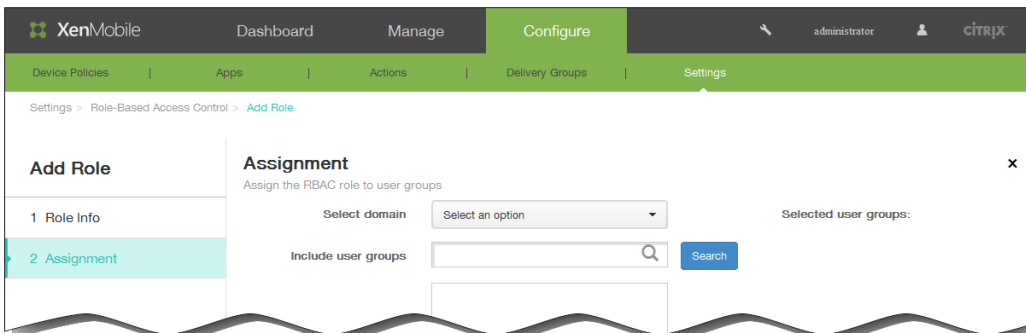 XenMobile Dashboard Manage Configure administrator CİTRİX
Device Policies | Apps | Actions | Delivery Groups | Settings
Settings > Role-Based Access Control > Add Role
Add Role
1 Role Info
2 Assignment
Assignment
Assign the RBAC role to user groups
Select domain Select an option Selected user groups:
Include user groups Search